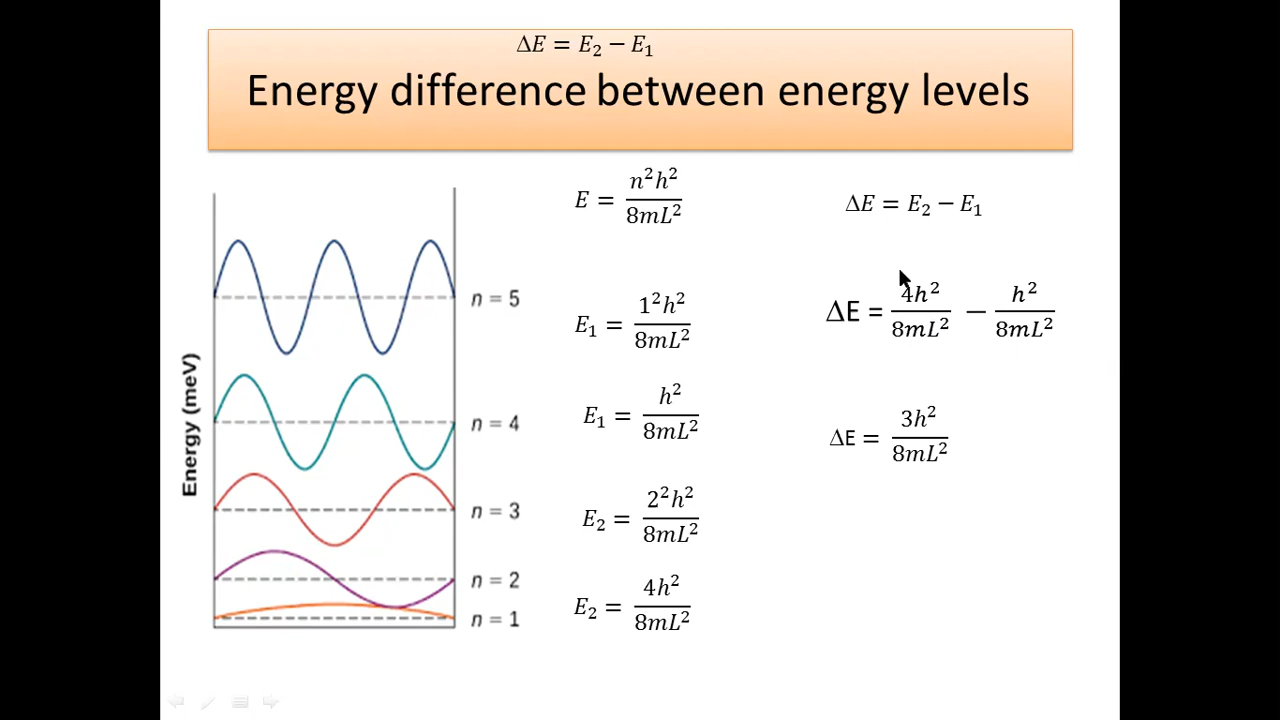 ΔE = E₂ − E₁
Energy difference between energy levels
Energy (meV)
n = 5
n = 4
n = 3
n = 2
n = 1
E = n²h² / 8mL²
E₁ = 1²h² / 8mL²
E₁ = h² / 8mL²
E₂ = 2²h² / 8mL²
E₂ = 4h² / 8mL²
ΔE = E₂ − E₁
ΔE = 4h² / 8mL² − h² / 8mL²
ΔE = 3h² / 8mL²